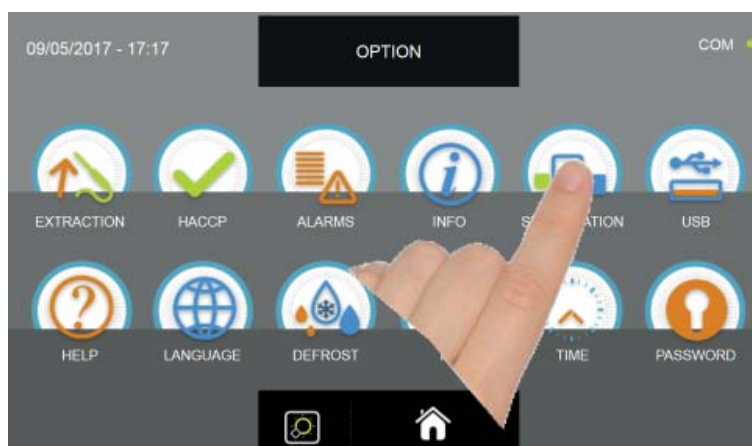 09/05/2017 - 17:17
OPTION
COM
EXTRACTION
HACCP
ALARMS
INFO
USB
HELP
LANGUAGE
DEFROST
TIME
PASSWORD